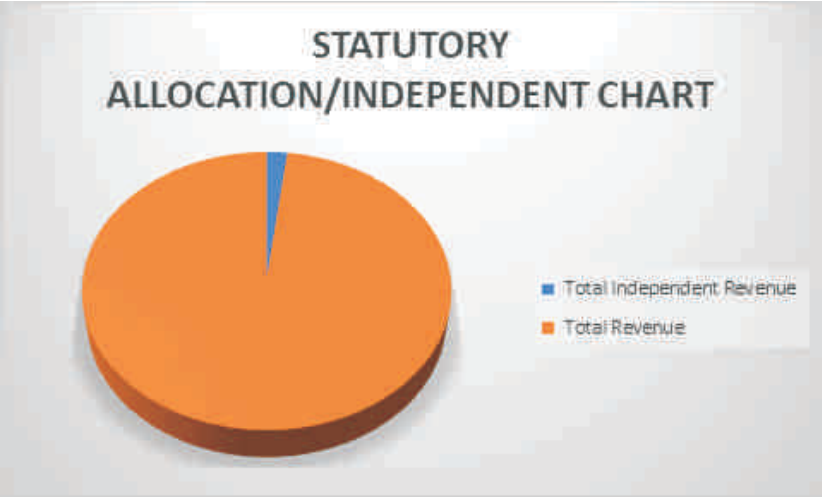 STATUTORY
ALLOCATION/INDEPENDENT CHART
Total Independent Revenue
Total Revenue